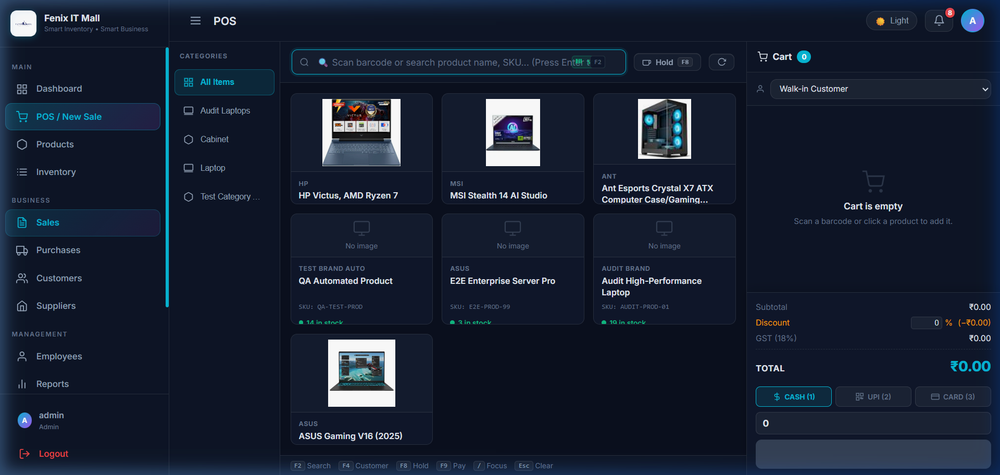 Fenix IT Mall
Smart Inventory • Smart Business
MAIN
Dashboard
POS / New Sale
Products
Inventory
BUSINESS
Sales
Purchases
Customers
Suppliers
MANAGEMENT
Employees
Reports
A
admin
Admin
Logout
POS
Light
8
A
CATEGORIES
All Items
Audit Laptops
Cabinet
Laptop
Test Category ...
Scan barcode or search product name, SKU... (Press Enter
F2
Hold F8
VICTUS
HP
HP Victus, AMD Ryzen 7
AI
intel
MSI
MSI Stealth 14 AI Studio
ANT
Ant Esports Crystal X7 ATX
Computer Case/Gaming...
No image
TEST BRAND AUTO
QA Automated Product
SKU: QA-TEST-PROD
14 in stock
No image
ASUS
E2E Enterprise Server Pro
SKU: E2E-PROD-99
3 in stock
No image
AUDIT BRAND
Audit High-Performance
Laptop
SKU: AUDIT-PROD-01
19 in stock
ASUS
ASUS Gaming V16 (2025)
F2 Search F4 Customer F8 Hold F9 Pay / Focus Esc Clear
Cart 0
Walk-in Customer
Cart is empty
Scan a barcode or click a product to add it.
Subtotal ₹0.00
Discount 0 % (−₹0.00)
GST (18%) ₹0.00
TOTAL ₹0.00
CASH (1)
UPI (2)
CARD (3)
0